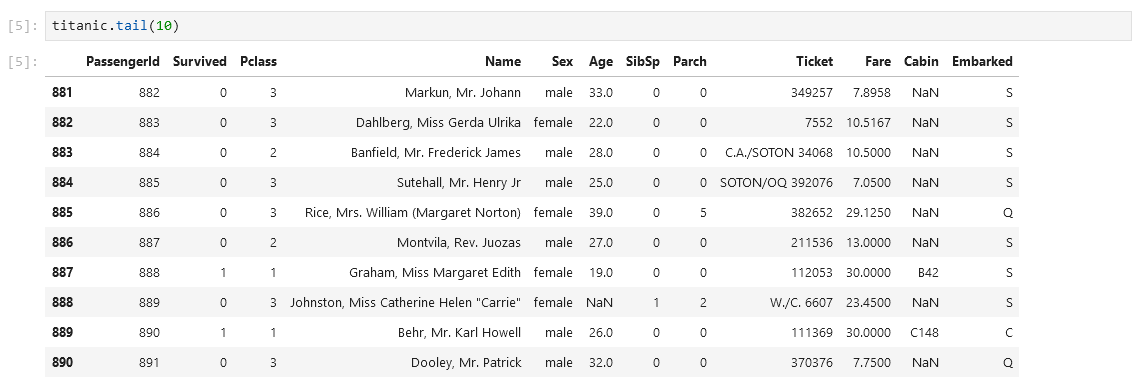 [5]: titanic.tail(10)
[5]: PassengerId Survived Pclass Name Sex Age SibSp Parch Ticket Fare Cabin Embarked
881 882 0 3 Markun, Mr. Johann male 33.0 0 0 349257 7.8958 NaN S
882 883 0 3 Dahlberg, Miss Gerda Ulrika female 22.0 0 0 7552 10.5167 NaN S
883 884 0 2 Banfield, Mr. Frederick James male 28.0 0 0 C.A./SOTON 34068 10.5000 NaN S
884 885 0 3 Sutehall, Mr. Henry Jr male 25.0 0 0 SOTON/OQ 392076 7.0500 NaN S
885 886 0 3 Rice, Mrs. William (Margaret Norton) female 39.0 0 5 382652 29.1250 NaN Q
886 887 0 2 Montvila, Rev. Juozas male 27.0 0 0 211536 13.0000 NaN S
887 888 1 1 Graham, Miss Margaret Edith female 19.0 0 0 112053 30.0000 B42 S
888 889 0 3 Johnston, Miss Catherine Helen "Carrie" female NaN 1 2 W./C. 6607 23.4500 NaN S
889 890 1 1 Behr, Mr. Karl Howell male 26.0 0 0 111369 30.0000 C148 C
890 891 0 3 Dooley, Mr. Patrick male 32.0 0 0 370376 7.7500 NaN Q